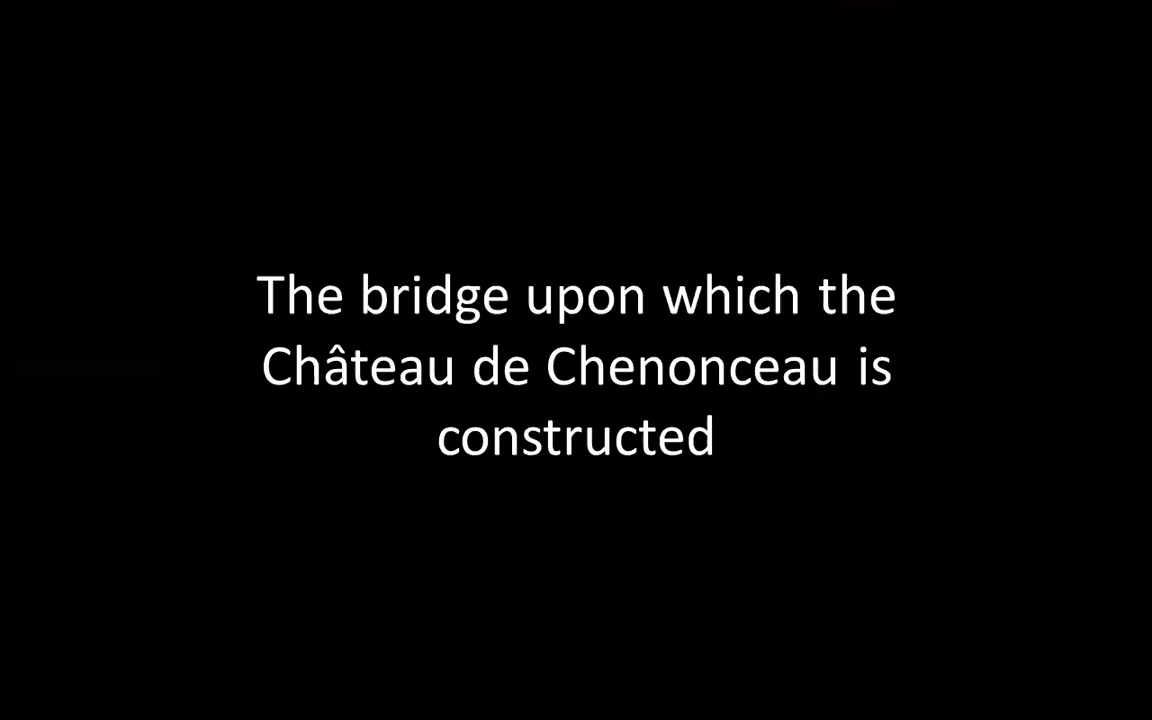 The bridge upon which the
Château de Chenonceau is
constructed